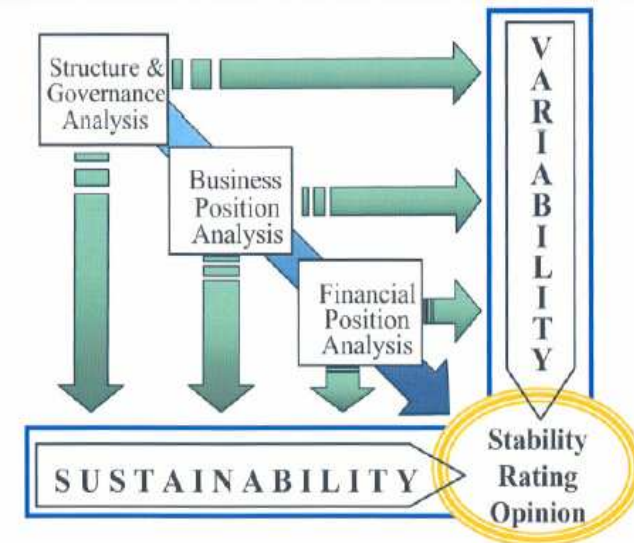 Structure &
Governance
Analysis
Business
Position
Analysis
Financial
Position
Analysis
VARIABILITY
SUSTAINABILITY
Stability
Rating
Opinion